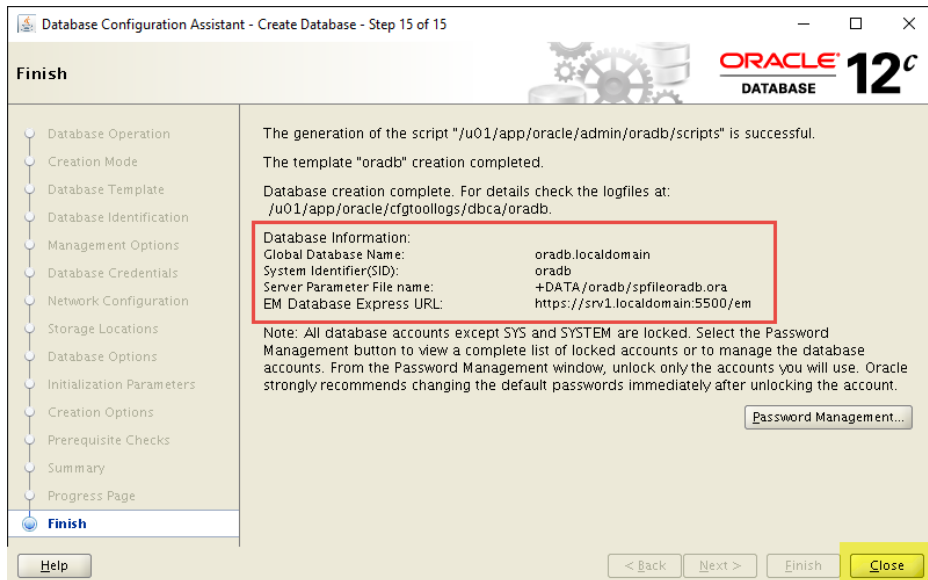 Database Configuration Assistant - Create Database - Step 15 of 15
Finish
ORACLE
DATABASE
12c
Database Operation
Creation Mode
Database Template
Database Identification
Management Options
Database Credentials
Network Configuration
Storage Locations
Database Options
Initialization Parameters
Creation Options
Prerequisite Checks
Summary
Progress Page
Finish
The generation of the script "/u01/app/oracle/admin/oradb/scripts" is successful.
The template "oradb" creation completed.
Database creation complete. For details check the logfiles at:
/u01/app/oracle/cfgtoollogs/dbca/oradb.
Database Information:
Global Database Name: oradb.localdomain
System Identifier(SID): oradb
Server Parameter File name: +DATA/oradb/spfileoradb.ora
EM Database Express URL: https://srv1.localdomain:5500/em
Note: All database accounts except SYS and SYSTEM are locked. Select the Password
Management button to view a complete list of locked accounts or to manage the database
accounts. From the Password Management window, unlock only the accounts you will use. Oracle
strongly recommends changing the default passwords immediately after unlocking the account.
Password Management...
Help
< Back
Next >
Finish
Close